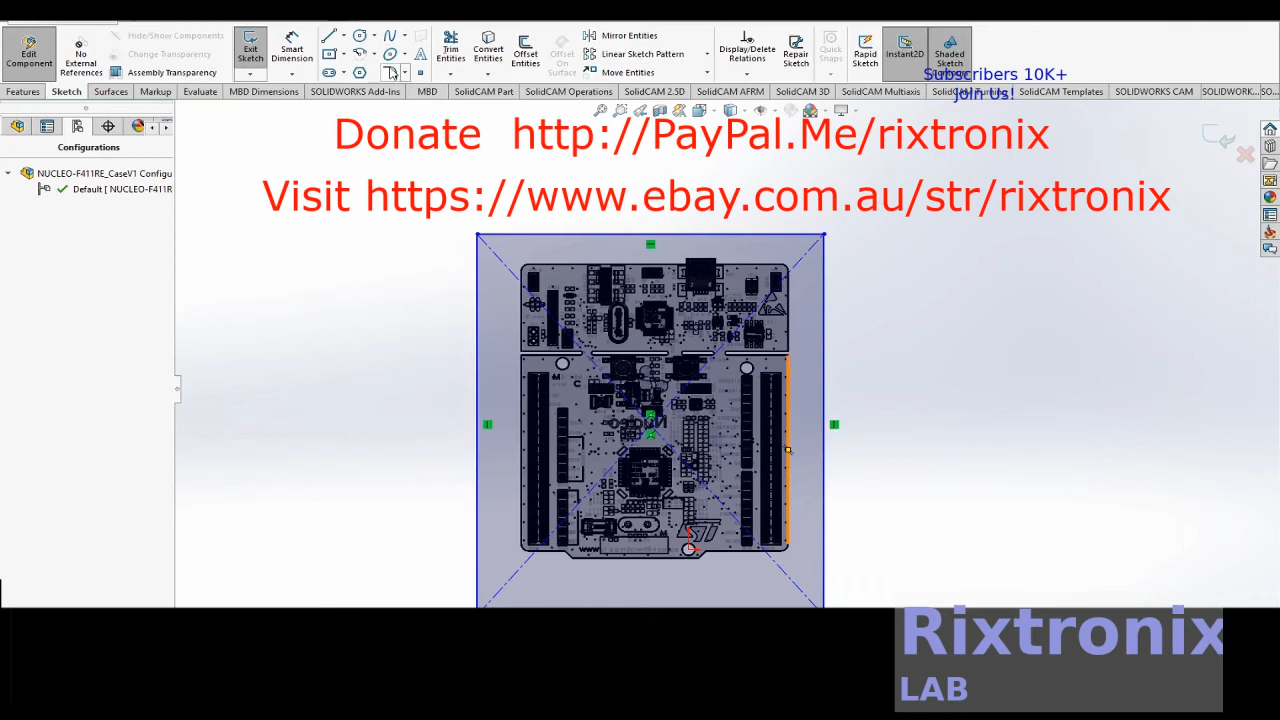 Hide/Show Components
Change Transparency
Assembly Transparency
Edit Component
No External References
Exit Sketch
Smart Dimension
Trim Entities
Convert Entities
Offset Entities
Offset On Surface
Mirror Entities
Linear Sketch Pattern
Move Entities
Display/Delete Relations
Repair Sketch
Quick Snaps
Rapid Sketch
Instant2D
Shaded Sketch
Subscribers 10K+
join Us!
Features Sketch Surfaces Markup Evaluate MBD Dimensions SOLIDWORKS Add-Ins MBD SolidCAM Part SolidCAM Operations SolidCAM 2.5D SolidCAM AFRM SolidCAM 3D SolidCAM Multiaxis SolidCAM Templates SOLIDWORKS CAM SOLIDWORK... SO...
Configurations
NUCLEO-F411RE_CaseV1 Configu
Default [ NUCLEO-F411R
Donate http://PayPal.Me/rixtronix
Visit https://www.ebay.com.au/str/rixtronix
M
C
Nucleo
www
Rixtronix
LAB